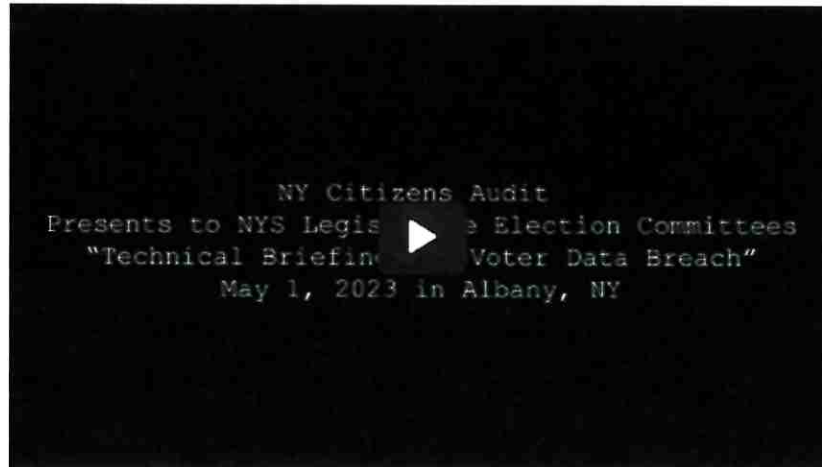 NY Citizens Audit
Presents to NYS Election Committees
"Technical Voter Data Breach"
May 1, 2023 in Albany, NY